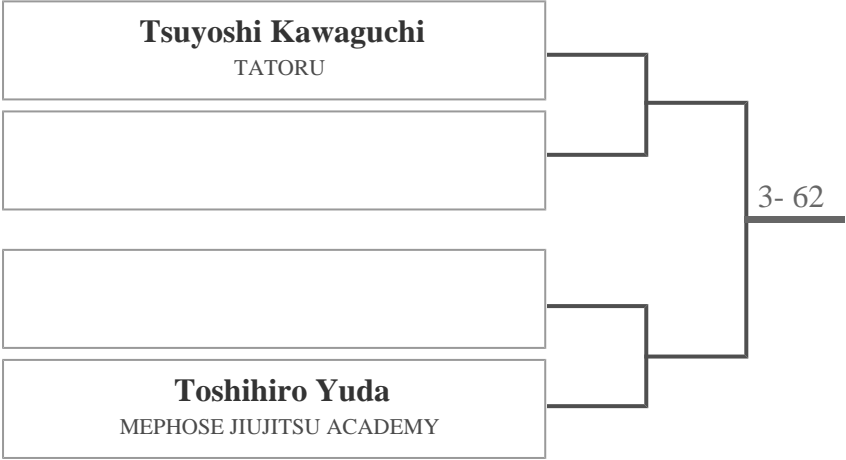 Tsuyoshi Kawaguchi
TATORU
3- 62
Toshihiro Yuda
MEPHOSE JIUJITSU ACADEMY